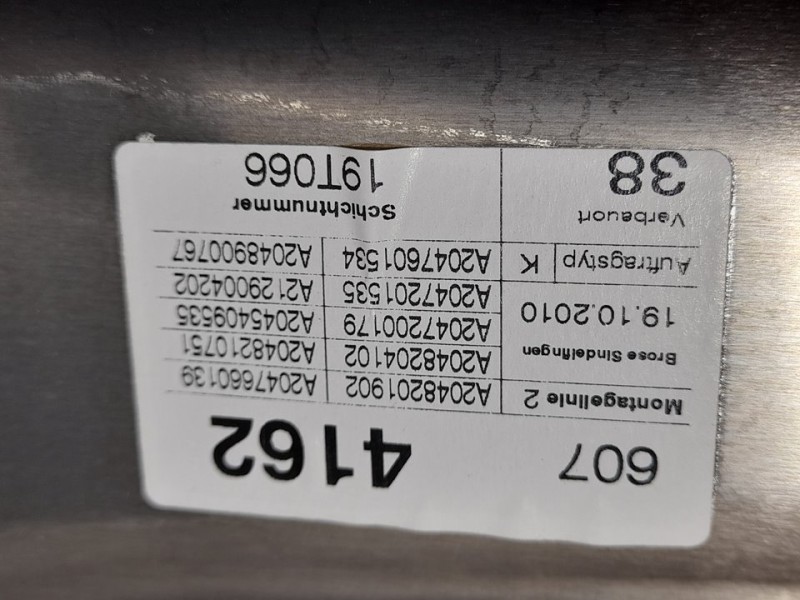 607 4162
Montagelinie 2 A2048201902 A2047660139
Brose Sindelfingen A2048204102 A2048210751
19.10.2010 A2047200179 A2045409535
A2047201535 A2129004202
Auftragstyp K A2047601534 A2048900767
Verbauort Schichtnummer
38 19T066